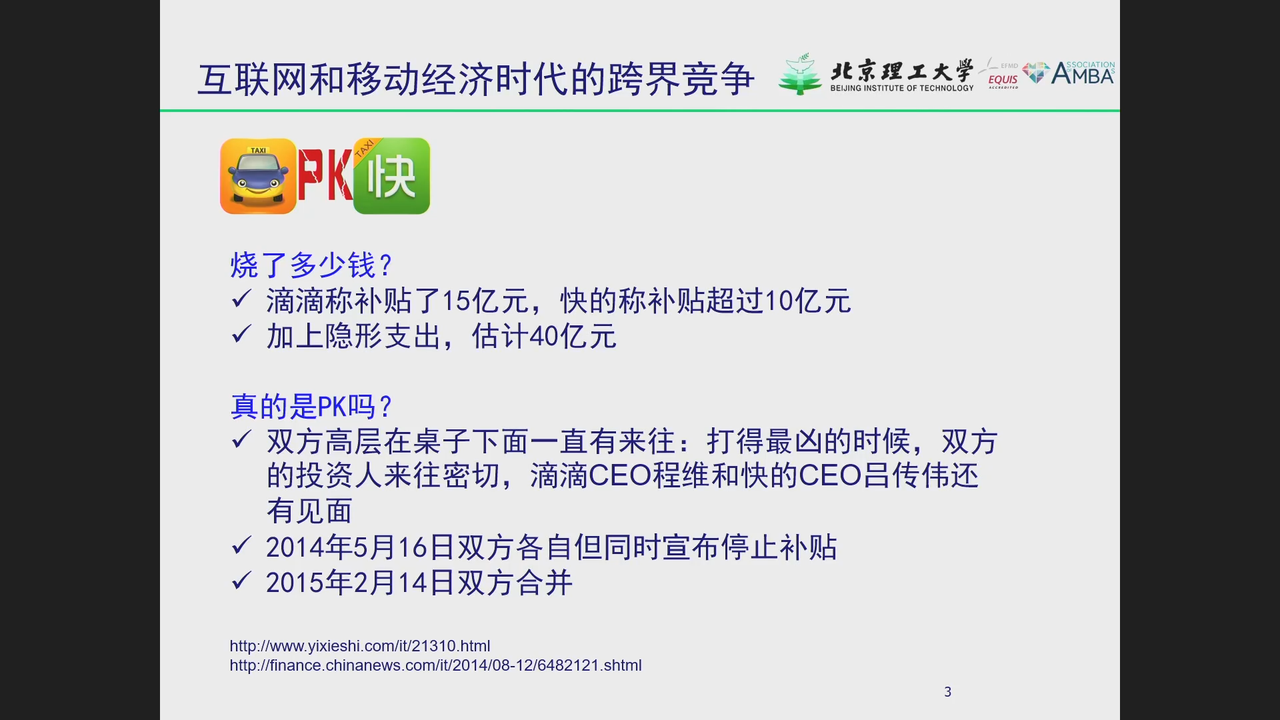 互联网和移动经济时代的跨界竞争
北京理工大学
BEIJING INSTITUTE OF TECHNOLOGY
EFMD
EQUIS
ACCREDITED
ASSOCIATION
AMBAs
TAXI
PK
TAXI
快
烧了多少钱？
✓ 滴滴称补贴了15亿元，快的称补贴超过10亿元
✓ 加上隐形支出，估计40亿元
真的是PK吗？
✓ 双方高层在桌子下面一直有来往：打得最凶的时候，双方
的投资人来往密切，滴滴CEO程维和快的CEO吕传伟还
有见面
✓ 2014年5月16日双方各自但同时宣布停止补贴
✓ 2015年2月14日双方合并
http://www.yixieshi.com/it/21310.html
http://finance.chinanews.com/it/2014/08-12/6482121.shtml
3